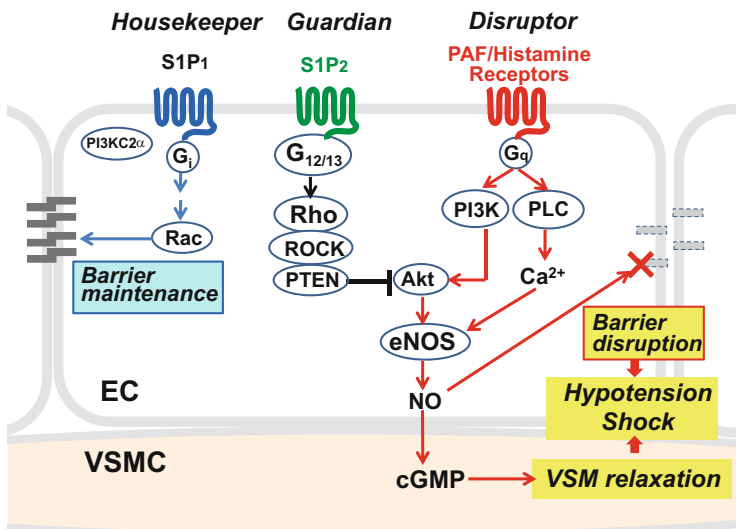 Housekeeper Guardian Disruptor
S1P1
S1P2
PAF/Histamine
Receptors
PI3KC2α
Gi
G12/13
Gq
Rho
PI3K
PLC
Rac
ROCK
Barrier
maintenance
PTEN
Akt
Ca2+
eNOS
Barrier
disruption
EC
NO
Hypotension
Shock
VSMC
cGMP
VSM relaxation